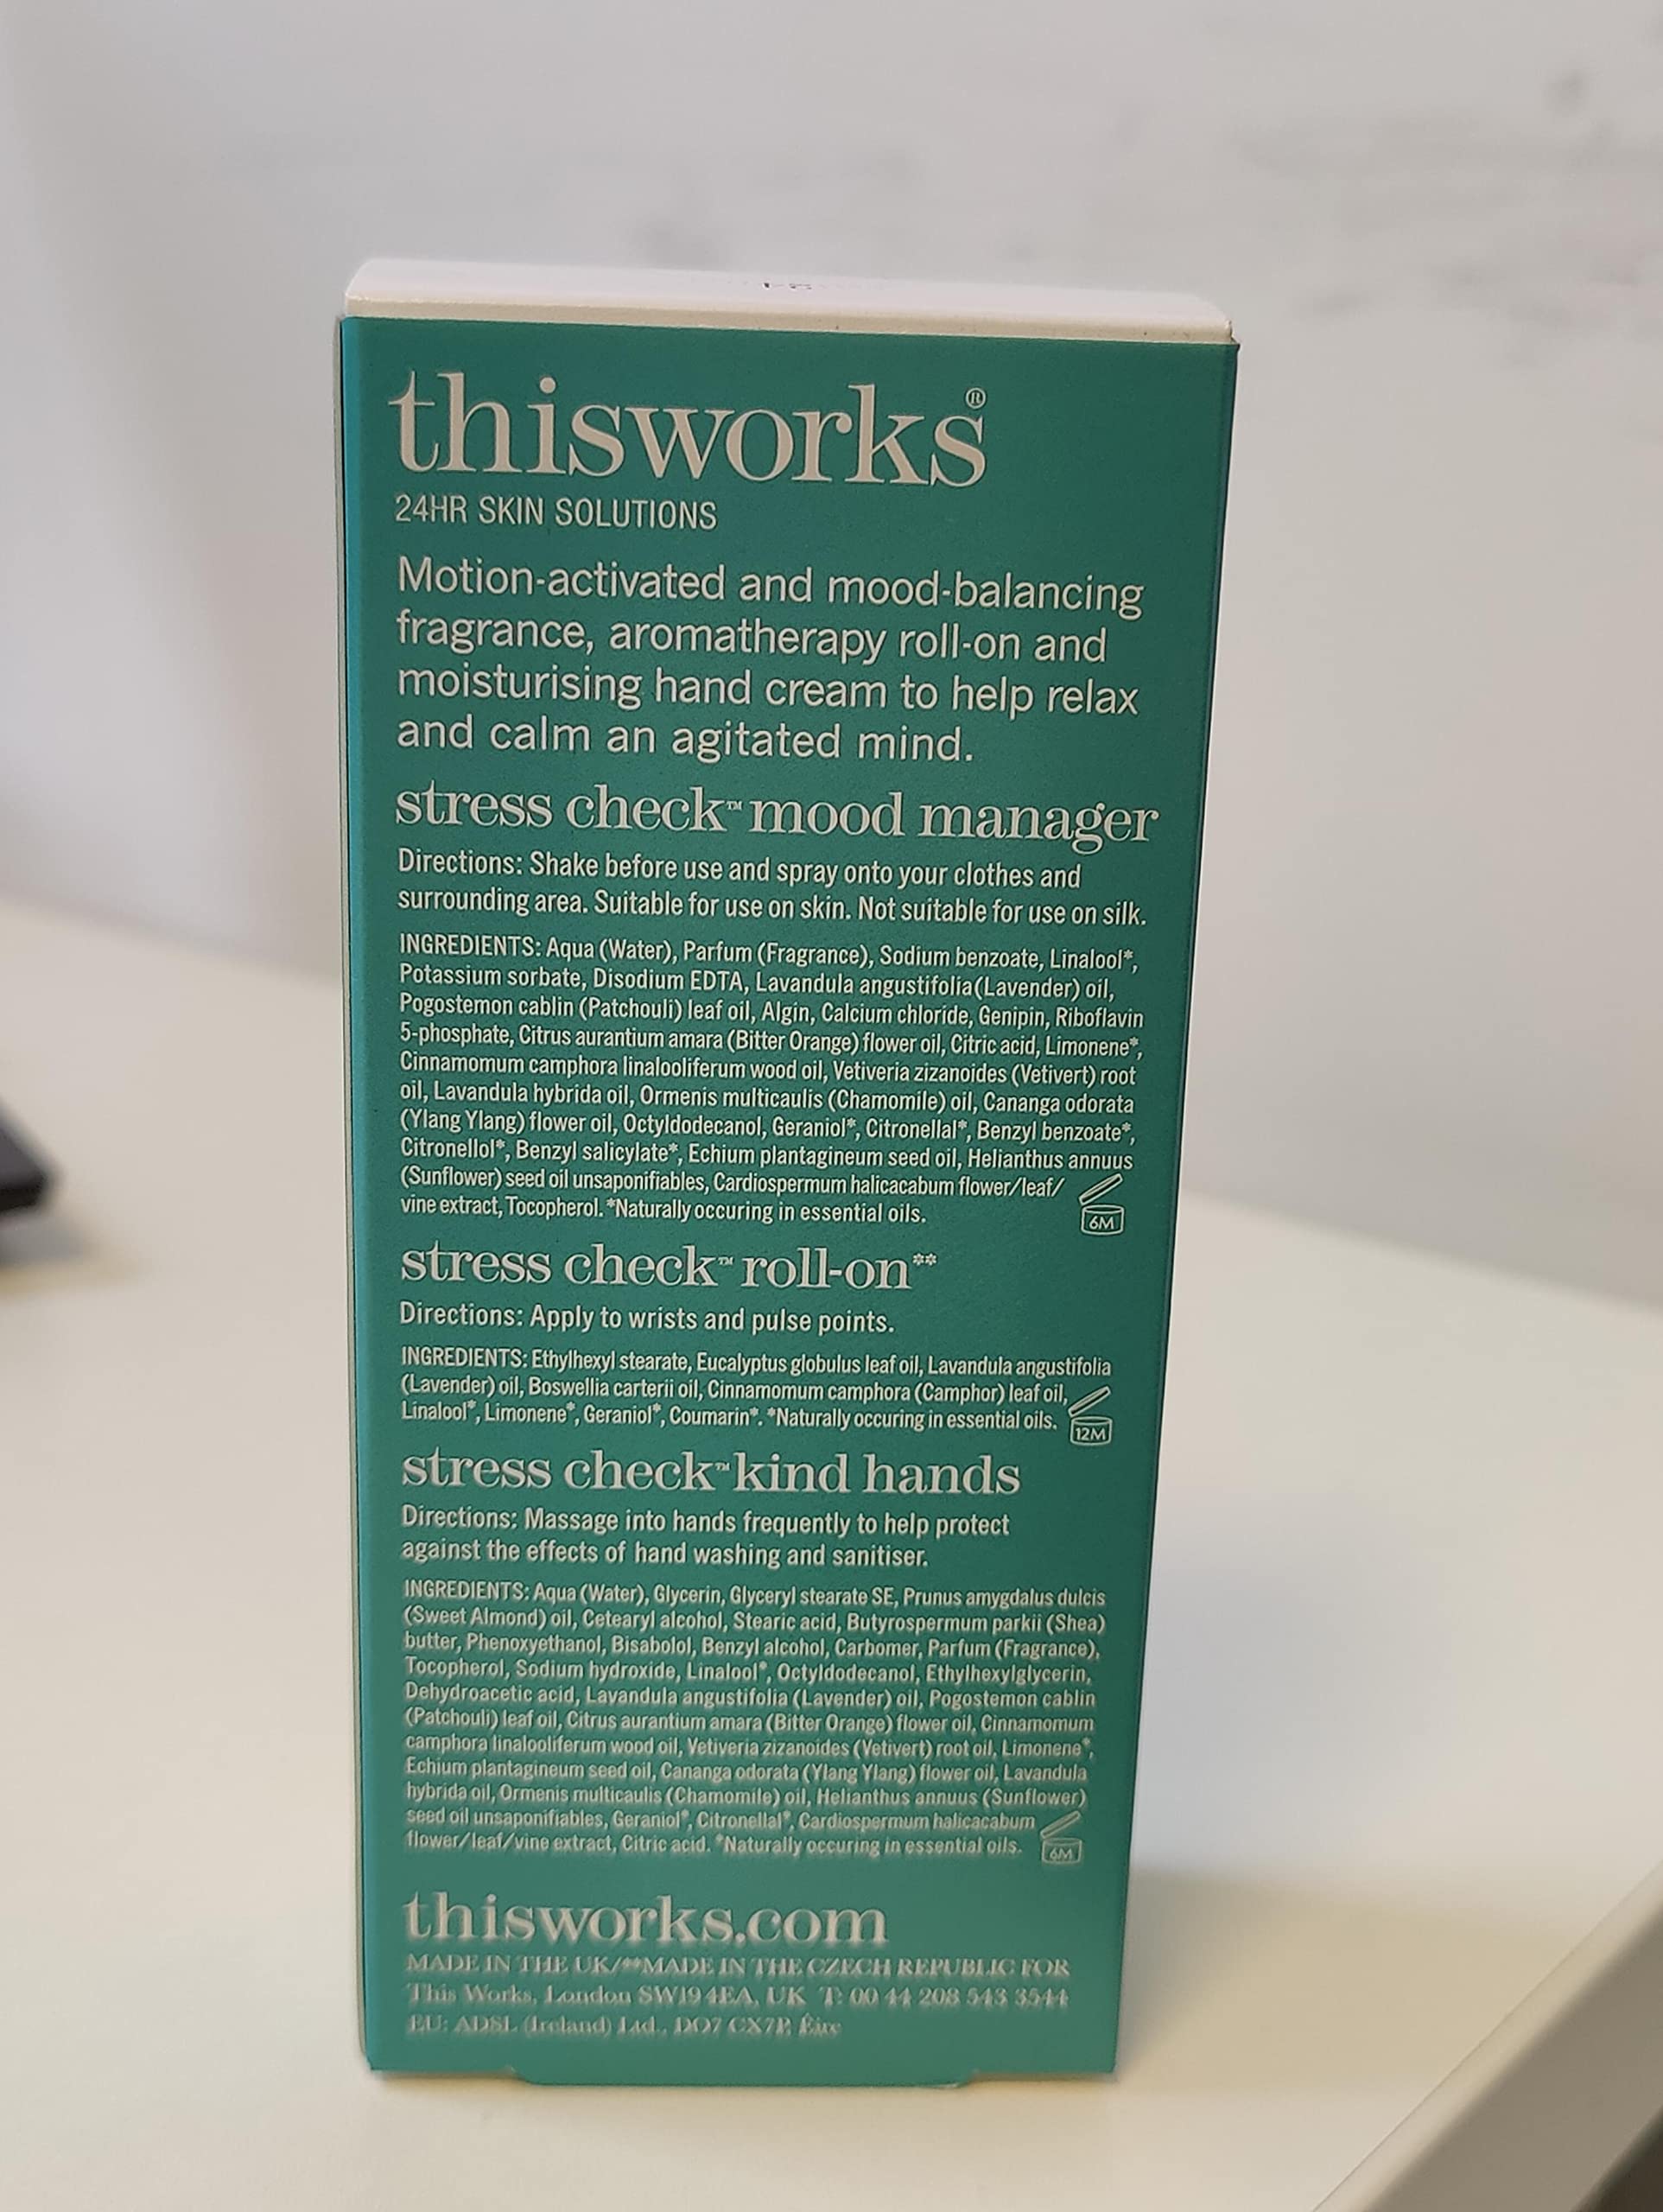 thisworks®
24HR SKIN SOLUTIONS
Motion-activated and mood-balancing
fragrance, aromatherapy roll-on and
moisturising hand cream to help relax
and calm an agitated mind.
stress check™ mood manager
Directions: Shake before use and spray onto your clothes and
surrounding area. Suitable for use on skin. Not suitable for use on silk.
INGREDIENTS: Aqua (Water), Parfum (Fragrance), Sodium benzoate, Linalool*,
Potassium sorbate, Disodium EDTA, Lavandula angustifolia(Lavender) oil,
Pogostemon cablin (Patchouli) leaf oil, Algin, Calcium chloride, Genipin, Riboflavin
5-phosphate, Citrus aurantium amara (Bitter Orange) flower oil, Citric acid, Limonene*,
Cinnamomum camphora linalooliferum wood oil, Vetiveria zizanoides (Vetivert) root
oil, Lavandula hybrida oil, Ormenis multicaulis (Chamomile) oil, Cananga odorata
(Ylang Ylang) flower oil, Octyldodecanol, Geraniol*, Citronellal*, Benzyl benzoate*,
Citronellol*, Benzyl salicylate*, Echium plantagineum seed oil, Helianthus annuus
(Sunflower) seed oil unsaponifiables, Cardiospermum halicacabum flower/leaf/
vine extract, Tocopherol. *Naturally occuring in essential oils.
6M
stress check™ roll-on**
Directions: Apply to wrists and pulse points.
INGREDIENTS: Ethylhexyl stearate, Eucalyptus globulus leaf oil, Lavandula angustifolia
(Lavender) oil, Boswellia carterii oil, Cinnamomum camphora (Camphor) leaf oil,
Linalool*, Limonene*, Geraniol*, Coumarin*. *Naturally occuring in essential oils.
12M
stress check™ kind hands
Directions: Massage into hands frequently to help protect
against the effects of hand washing and sanitiser.
INGREDIENTS: Aqua (Water), Glycerin, Glyceryl stearate SE, Prunus amygdalus dulcis
(Sweet Almond) oil, Cetearyl alcohol, Stearic acid, Butyrospermum parkii (Shea)
butter, Phenoxyethanol, Bisabolol, Benzyl alcohol, Carbomer, Parfum (Fragrance),
Tocopherol, Sodium hydroxide, Linalool*, Octyldodecanol, Ethylhexylglycerin,
Dehydroacetic acid, Lavandula angustifolia (Lavender) oil, Pogostemon cablin
(Patchouli) leaf oil, Citrus aurantium amara (Bitter Orange) flower oil, Cinnamomum
camphora linalooliferum wood oil, Vetiveria zizanoides (Vetivert) root oil, Limonene*,
Echium plantagineum seed oil, Cananga odorata (Ylang Ylang) flower oil, Lavandula
hybrida oil, Ormenis multicaulis (Chamomile) oil, Helianthus annuus (Sunflower)
seed oil unsaponifiables, Geraniol*, Citronellal*, Cardiospermum halicacabum
flower/leaf/vine extract, Citric acid. *Naturally occuring in essential oils.
6M
thisworks.com
MADE IN THE UK/**MADE IN THE CZECH REPUBLIC FOR
This Works, London SW19 4EA, UK T: 00 44 208 543 3544
EU: ADSL (Ireland) Ltd., DO7 CX7P, Éire